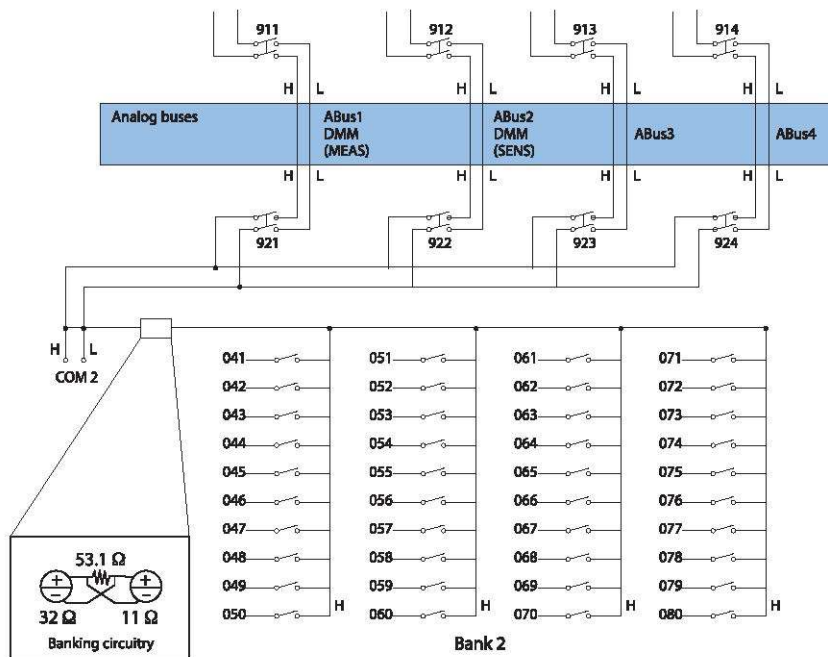 911 912 913 914
H L H L H L H L
Analog buses
ABus1
DMM
(MEAS)
ABus2
DMM
(SENS)
ABus3
ABus4
H L H L H L H L
921 922 923 924
H L
COM 2
041 051 061 071
042 052 062 072
043 053 063 073
044 054 064 074
045 055 065 075
046 056 066 076
047 057 067 077
048 058 068 078
049 059 069 079
H H H H
050 060 070 080
53.1 Ω
32 Ω 11 Ω
Banking circuitry
Bank 2